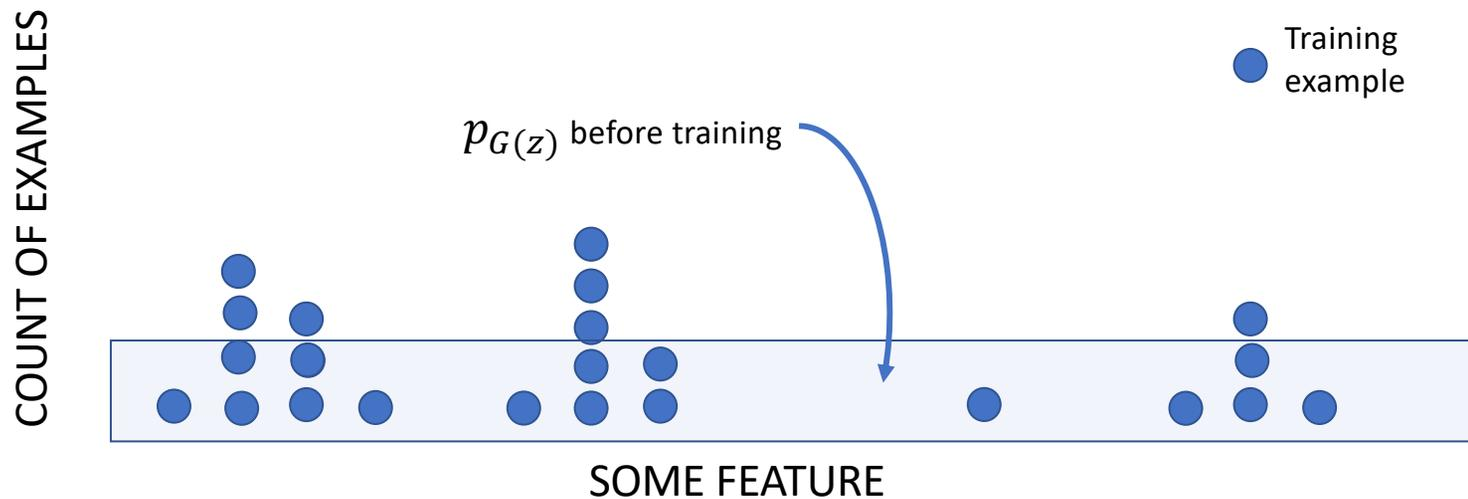 COUNT OF EXAMPLES
Training
example
p_{G(z)} before training
SOME FEATURE